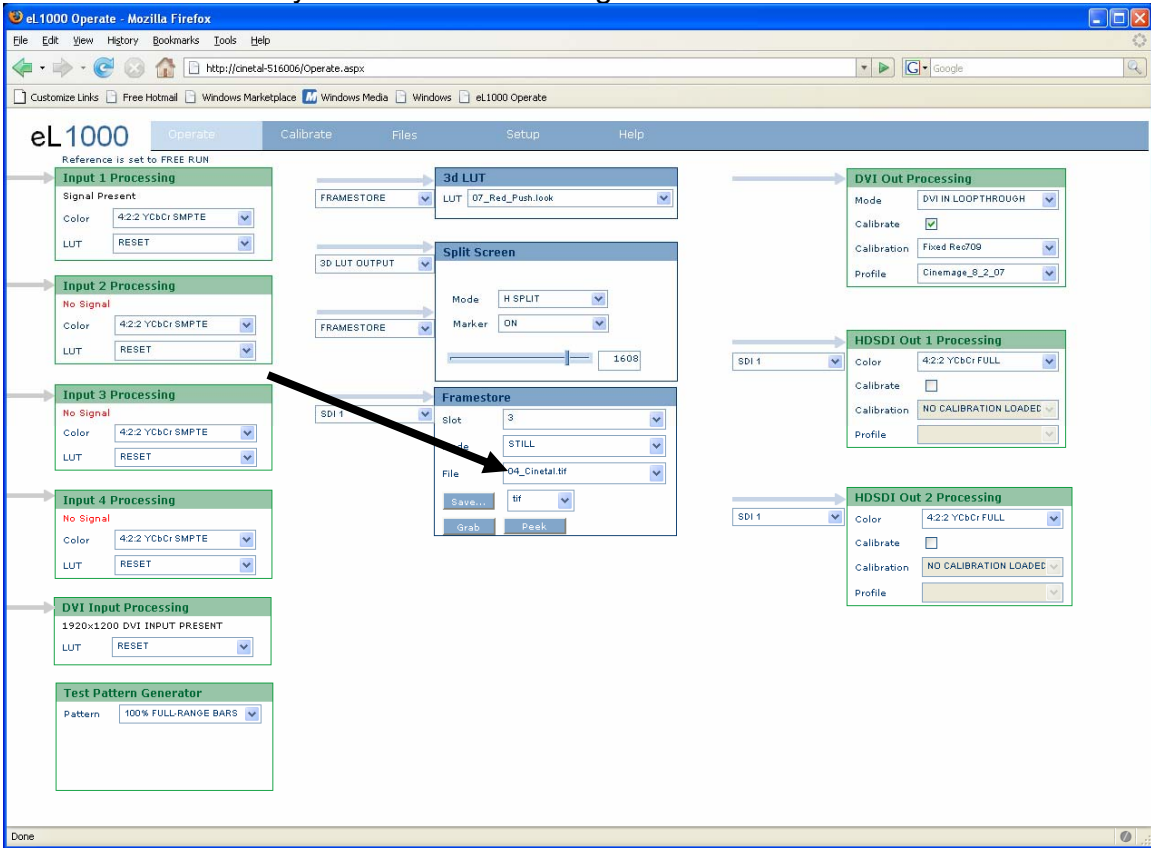 eL1000 Operate - Mozilla Firefox
File Edit View History Bookmarks Tools Help
http://cinetal-516006/Operate.aspx
Google
Customize Links Free Hotmail Windows Marketplace Windows Media Windows eL1000 Operate
eL1000 Operate Calibrate Files Setup Help
Reference is set to FREE RUN
Input 1 Processing
Signal Present
Color 4:2:2 YCbCr SMPTE
LUT RESET
Input 2 Processing
No Signal
Color 4:2:2 YCbCr SMPTE
LUT RESET
Input 3 Processing
No Signal
Color 4:2:2 YCbCr SMPTE
LUT RESET
Input 4 Processing
No Signal
Color 4:2:2 YCbCr SMPTE
LUT RESET
DVI Input Processing
1920x1200 DVI INPUT PRESENT
LUT RESET
Test Pattern Generator
Pattern 100% FULL-RANGE BARS
3d LUT
FRAMESTORE
LUT 07_Red_Push.look
3D LUT OUTPUT
Split Screen
Mode H SPLIT
FRAMESTORE
Marker ON
1608
Framestore
SDI 1
Slot 3
STILL
File 04_Cinetal.tif
Save... tif
Grab Peek
DVI Out Processing
Mode DVI IN LOOPTHROUGH
Calibrate
Calibration Fixed Rec709
Profile Cinemage_8_2_07
HDSDI Out 1 Processing
SDI 1
Color 4:2:2 YCbCr FULL
Calibrate
Calibration NO CALIBRATION LOADED
Profile
HDSDI Out 2 Processing
SDI 1
Color 4:2:2 YCbCr FULL
Calibrate
Calibration NO CALIBRATION LOADED
Profile
Done